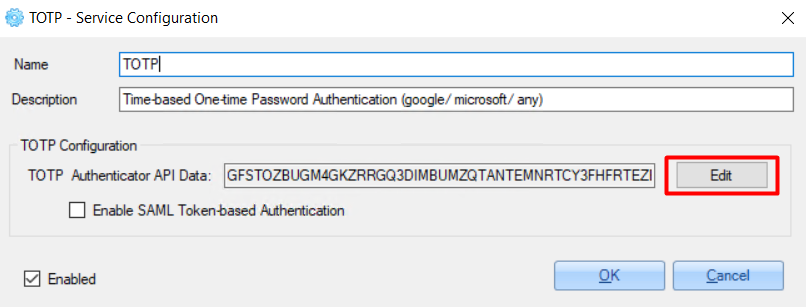 TOTP - Service Configuration
Name
TOTP
Description
Time-based One-time Password Authentication (google/ microsoft/ any)
TOTP Configuration
TOTP Authenticator API Data:
GFSTOZBUGM4GKZRRGQ3DIMBUMZQTANTEMNRTCY3FHFRTEZI
Edit
Enable SAML Token-based Authentication
Enabled
OK
Cancel